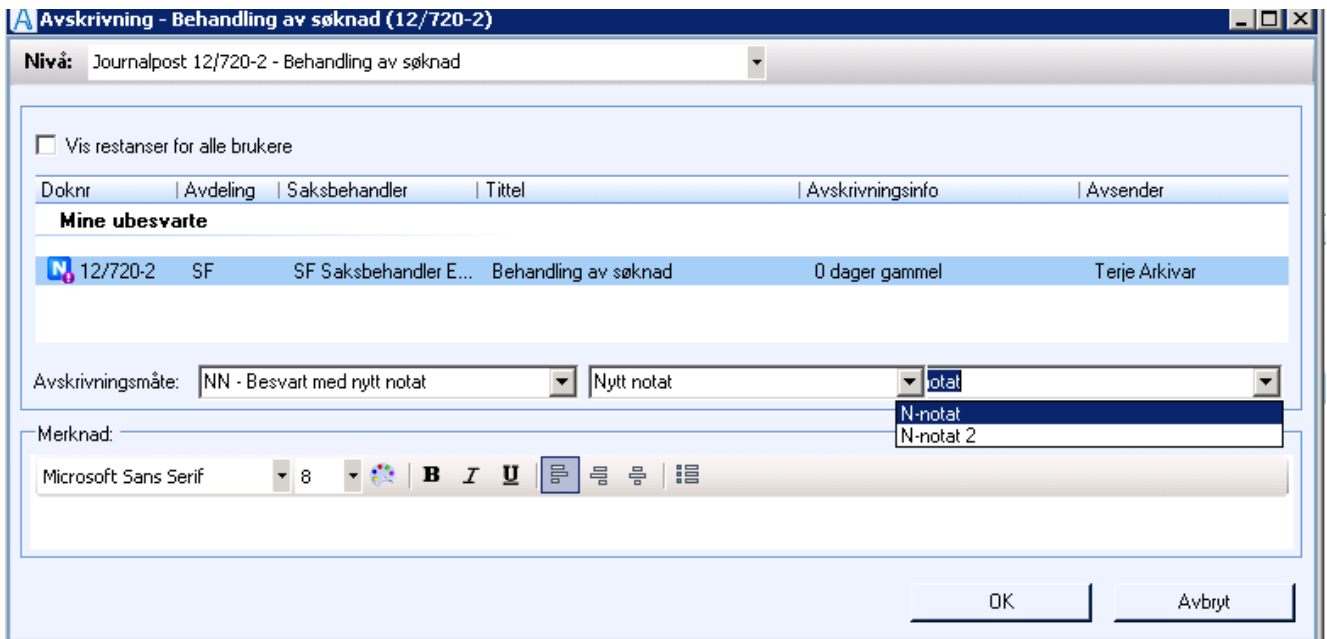 Avskrivning - Behandling av søknad (12/720-2)
Nivå: Journalpost 12/720-2 - Behandling av søknad
Vis restanser for alle brukere
Doknr Avdeling Saksbehandler Tittel Avskrivningsinfo Avsender
Mine ubesvarte
N 12/720-2 SF SF Saksbehandler E... Behandling av søknad 0 dager gammel Terje Arkivar
Avskrivningsmåte: NN - Besvart med nytt notat Nytt notat otat
N-notat
N-notat 2
Merknad:
Microsoft Sans Serif 8 B I U
OK Avbryt